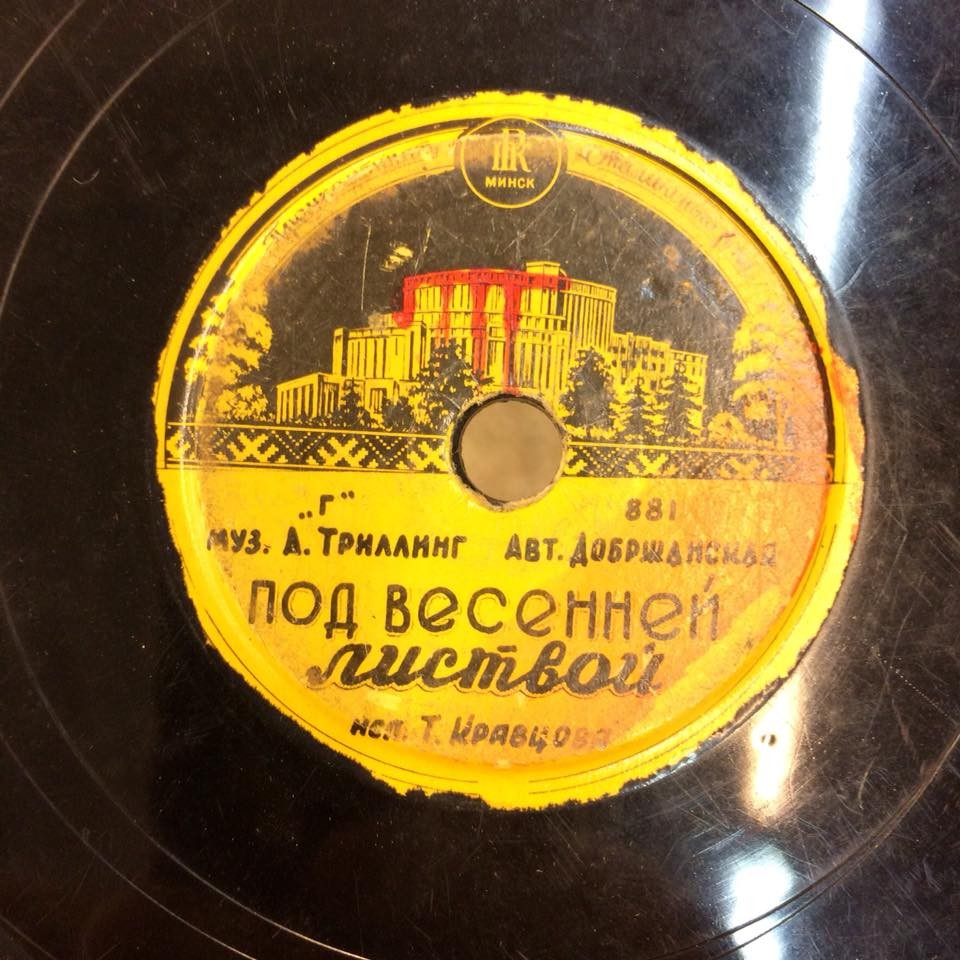 МИНСК
„Г“ 881
муз. А. Триллинг Авт. Добржанская
под весенней
листвой
исп. Т. Кравцова